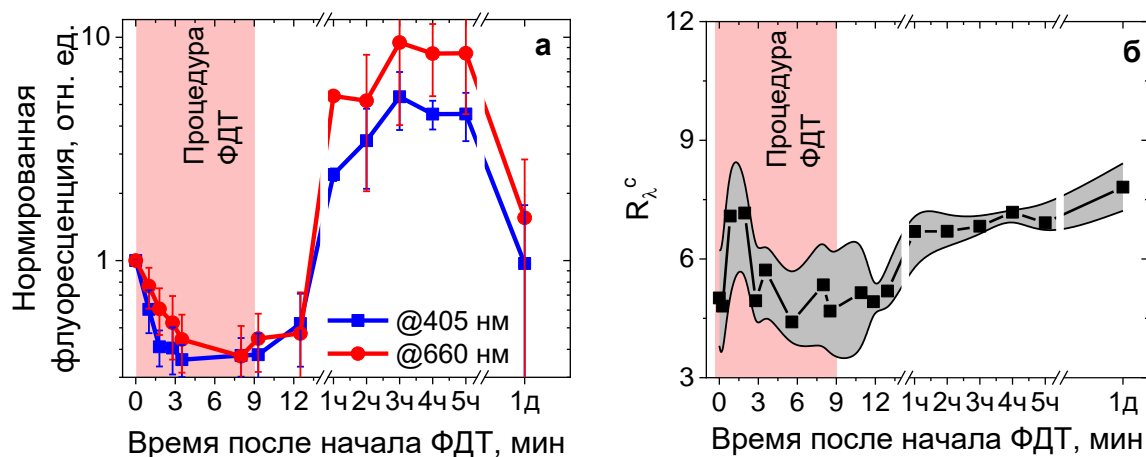 Нормированная
флуоресценция, отн. ед.
10
1
Процедура
ФДТ
а
@405 нм
@660 нм
0 3 6 9 12 1ч 2ч 3ч 4ч 5ч 1д
Время после начала ФДТ, мин
R_λ^c
12
9
6
3
Процедура
ФДТ
б
0 3 6 9 12 1ч 2ч 3ч 4ч 5ч 1д
Время после начала ФДТ, мин